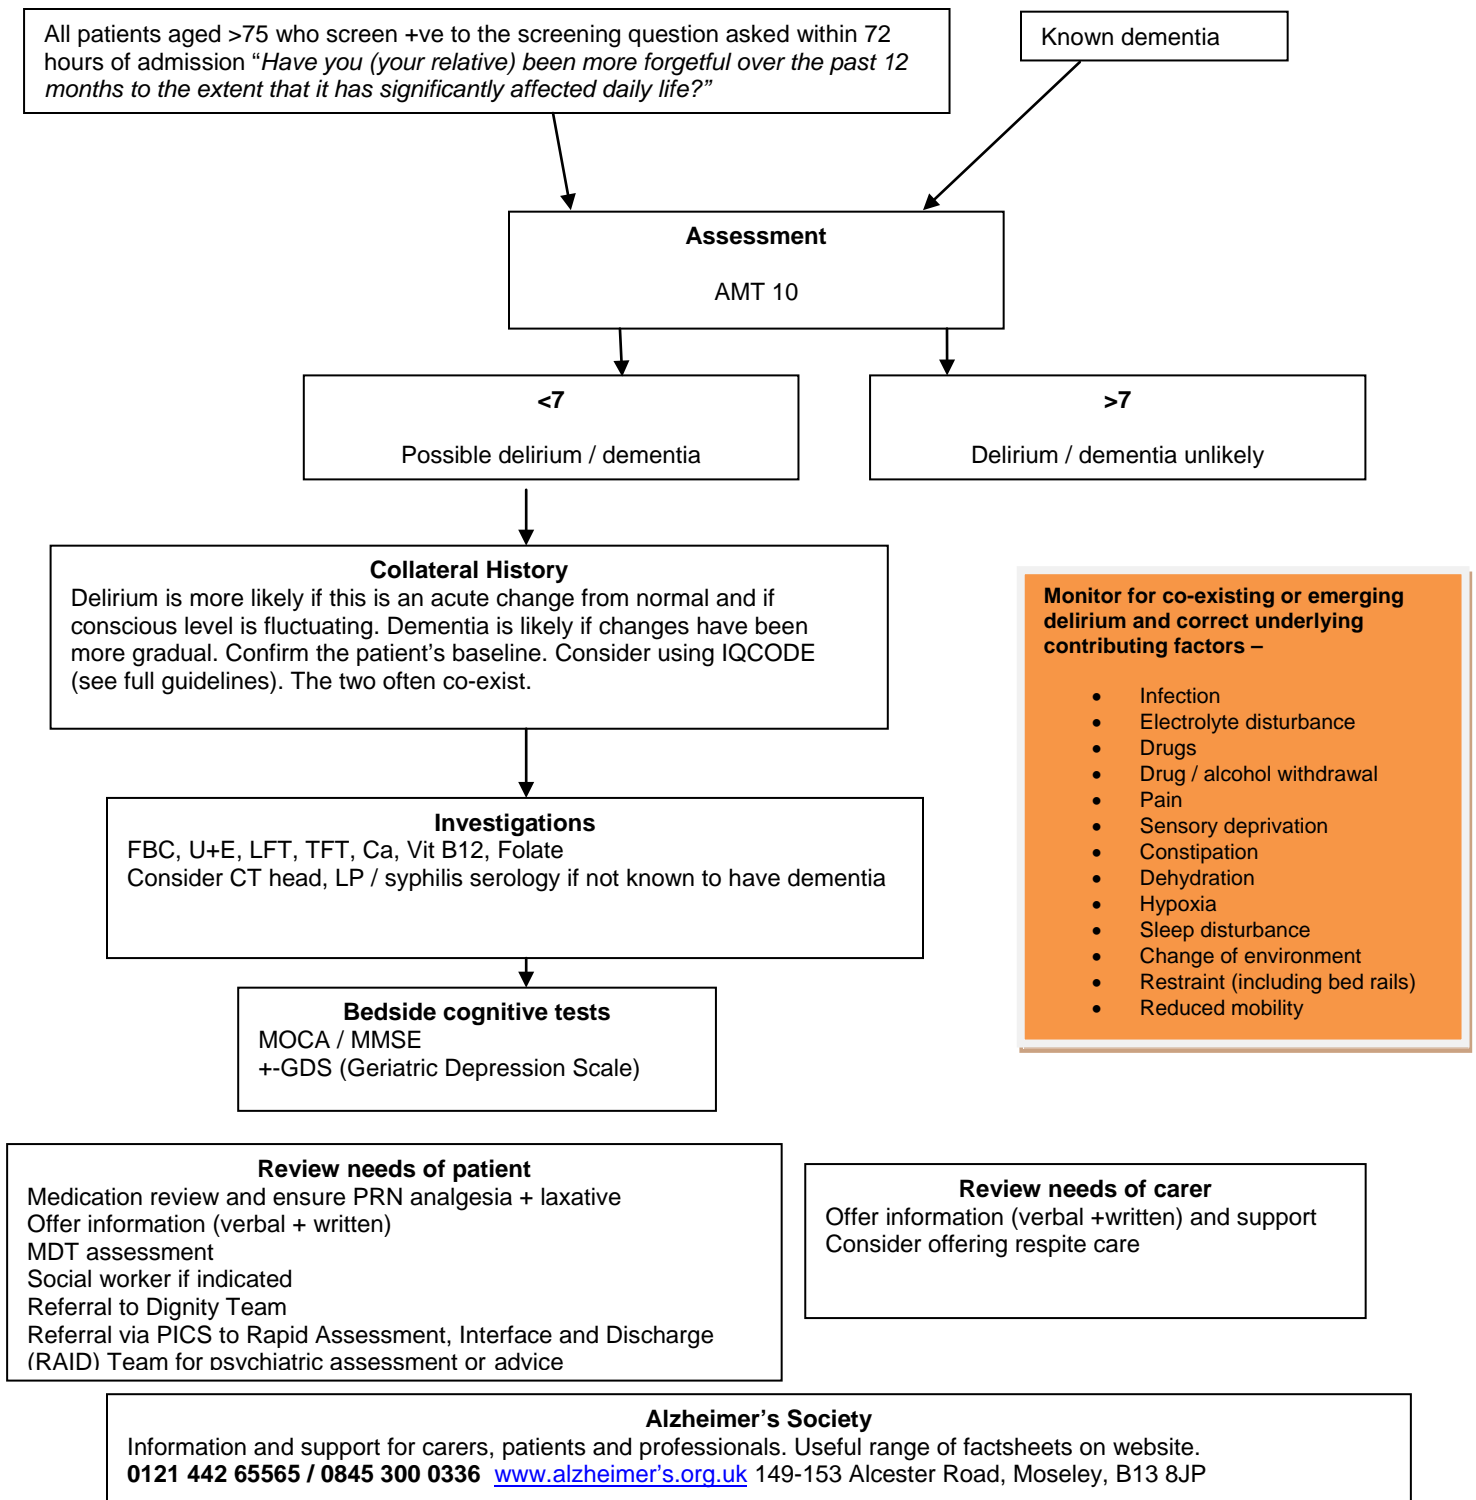 All patients aged >75 who screen +ve to the screening question asked within 72
hours of admission “Have you (your relative) been more forgetful over the past 12
months to the extent that it has significantly affected daily life?”
Known dementia
Assessment
AMT 10
<7
Possible delirium / dementia
>7
Delirium / dementia unlikely
Collateral History
Delirium is more likely if this is an acute change from normal and if
conscious level is fluctuating. Dementia is likely if changes have been
more gradual. Confirm the patient’s baseline. Consider using IQCODE
(see full guidelines). The two often co-exist.
Monitor for co-existing or emerging
delirium and correct underlying
contributing factors –
• Infection
• Electrolyte disturbance
• Drugs
• Drug / alcohol withdrawal
• Pain
• Sensory deprivation
• Constipation
• Dehydration
• Hypoxia
• Sleep disturbance
• Change of environment
• Restraint (including bed rails)
• Reduced mobility
Investigations
FBC, U+E, LFT, TFT, Ca, Vit B12, Folate
Consider CT head, LP / syphilis serology if not known to have dementia
Bedside cognitive tests
MOCA / MMSE
+-GDS (Geriatric Depression Scale)
Review needs of patient
Medication review and ensure PRN analgesia + laxative
Offer information (verbal + written)
MDT assessment
Social worker if indicated
Referral to Dignity Team
Referral via PICS to Rapid Assessment, Interface and Discharge
(RAID) Team for psychiatric assessment or advice
Review needs of carer
Offer information (verbal +written) and support
Consider offering respite care
Alzheimer’s Society
Information and support for carers, patients and professionals. Useful range of factsheets on website.
0121 442 65565 / 0845 300 0336 www.alzheimer’s.org.uk 149-153 Alcester Road, Moseley, B13 8JP